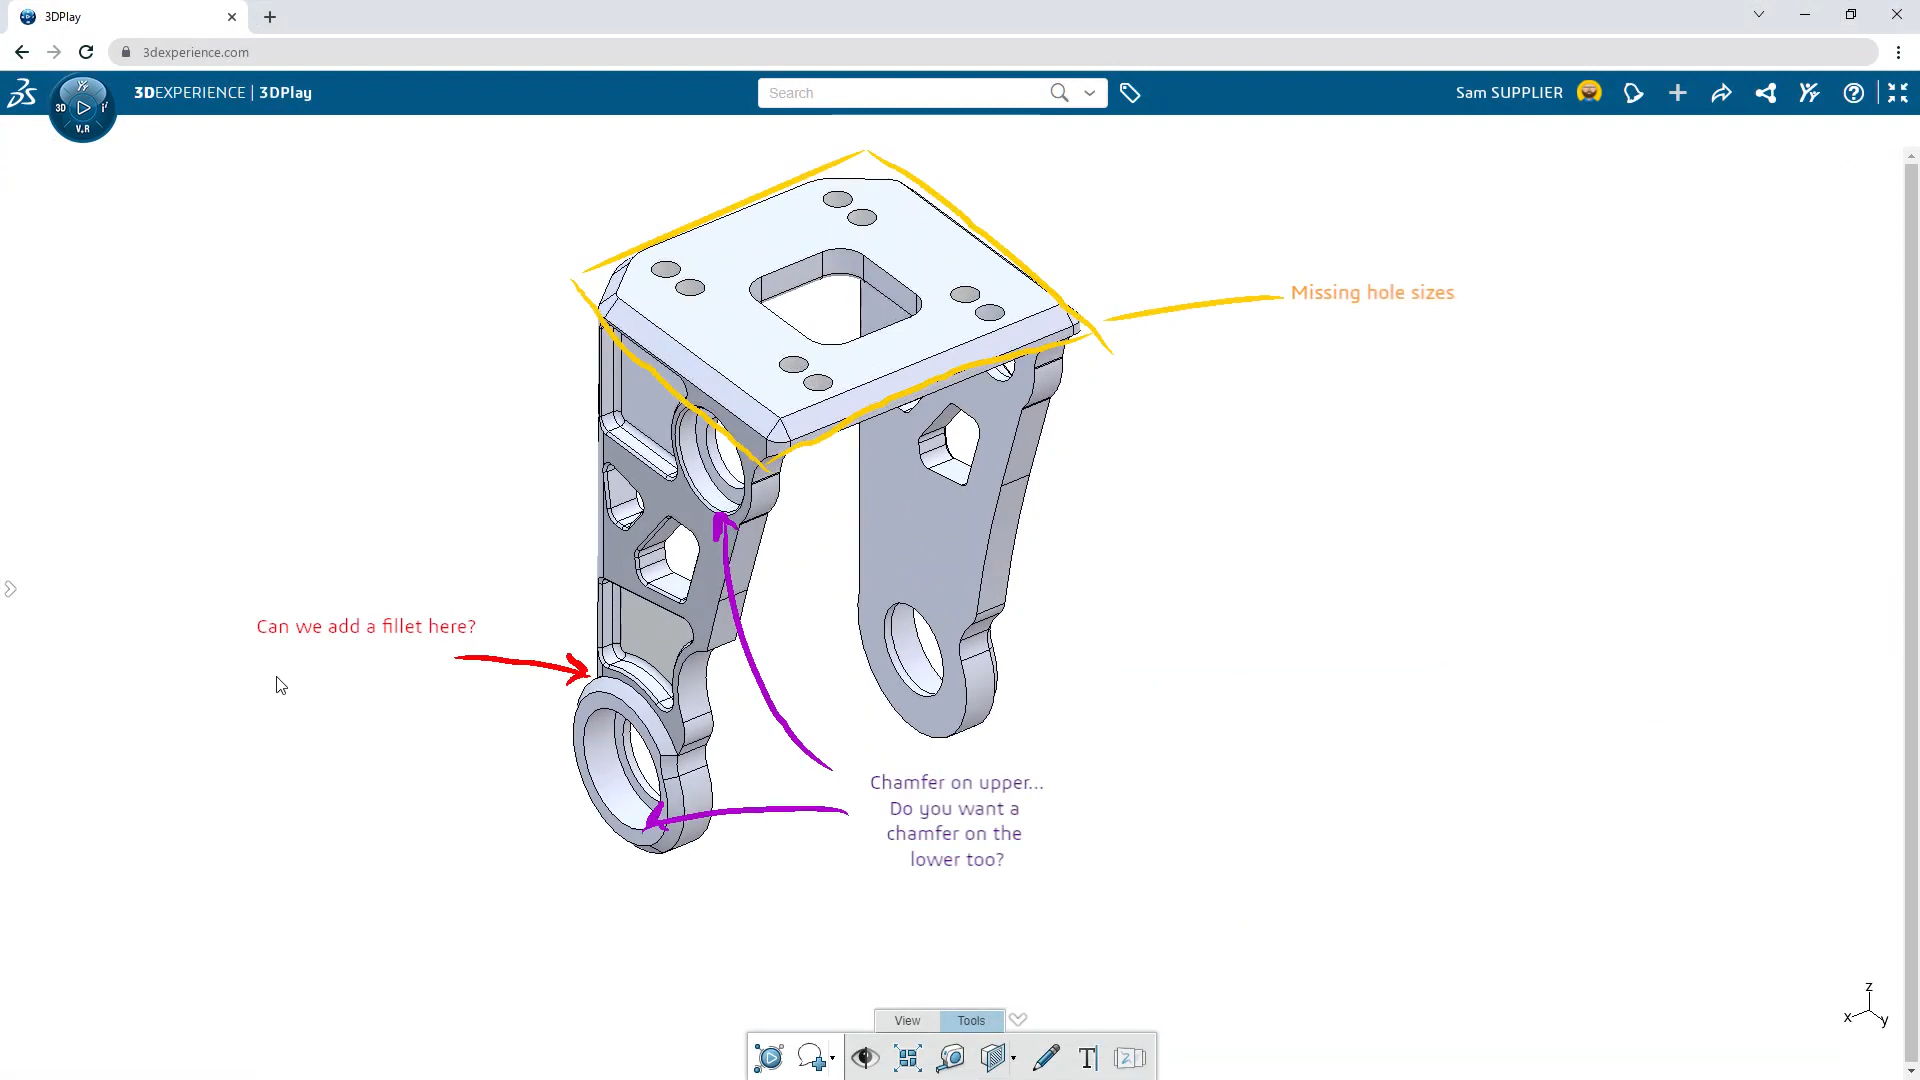 3DPlay
3dexperience.com
3DEXPERIENCE | 3DPlay
Search
Sam SUPPLIER
3D
V.R
Missing hole sizes
Can we add a fillet here?
Chamfer on upper...
Do you want a
chamfer on the
lower too?
z
x
y
View
Tools